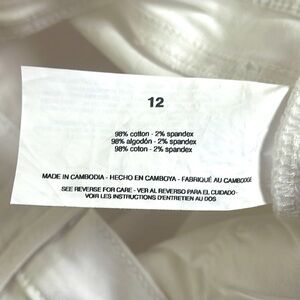 12
98% cotton - 2% spandex
98% algodón - 2% spandex
98% coton - 2% spandex
MADE IN CAMBODIA - HECHO EN CAMBOYA - FABRIQUÉ AU CAMBODGE
SEE REVERSE FOR CARE - VER AL REVERSO PARA EL CUIDADO
VOIR LES INSTRUCTIONS D'ENTRETIEN AU DOS